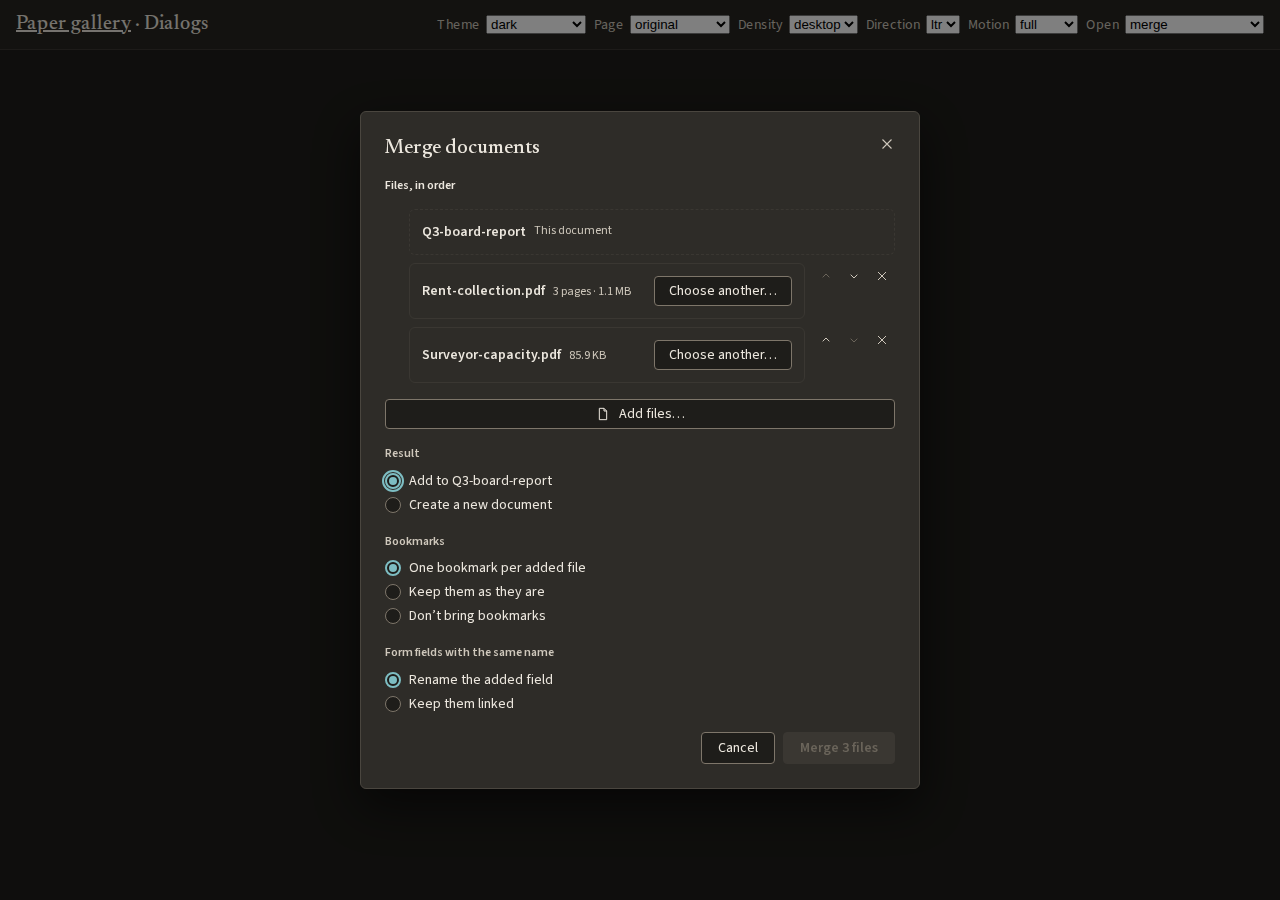 Paper gallery · Dialogs
Theme dark Page original Density desktop Direction ltr Motion full Open merge
Merge documents
Files, in order
Q3-board-report This document
Rent-collection.pdf 3 pages · 1.1 MB Choose another…
Surveyor-capacity.pdf 85.9 KB Choose another…
Add files…
Result
Add to Q3-board-report
Create a new document
Bookmarks
One bookmark per added file
Keep them as they are
Don’t bring bookmarks
Form fields with the same name
Rename the added field
Keep them linked
Cancel Merge 3 files